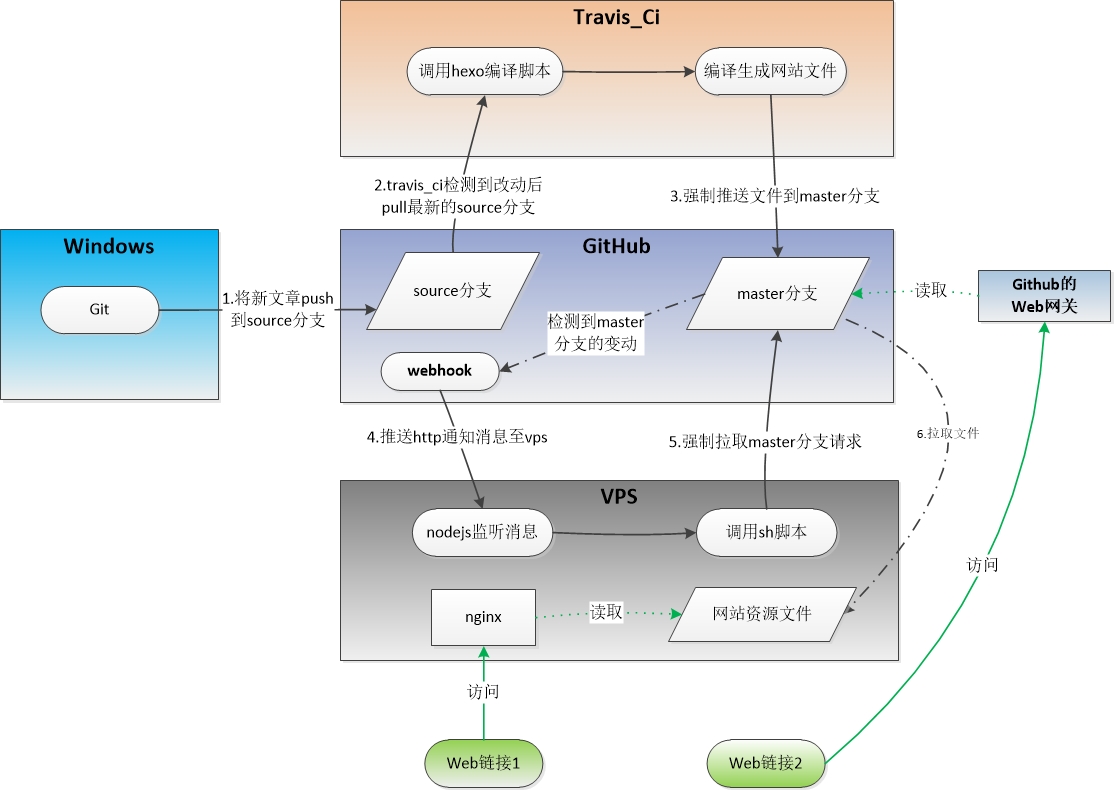 Travis_Ci
调用hexo编译脚本
编译生成网站文件
2.travis_ci检测到改动后
pull最新的source分支
3.强制推送文件到master分支
Windows
Git
1.将新文章push
到source分支
GitHub
source分支
master分支
检测到master
分支的变动
webhook
读取
Github的
Web网关
4.推送http通知消息至vps
5.强制拉取master分支请求
6.拉取文件
VPS
nodejs监听消息
调用sh脚本
nginx
读取
网站资源文件
访问
访问
Web链接1
Web链接2